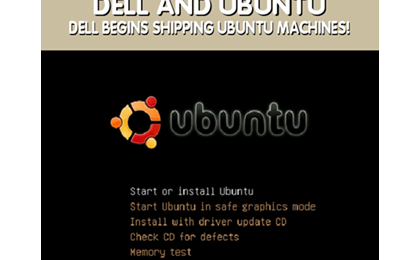 DELL AND UBUNTU
DELL BEGINS SHIPPING UBUNTU MACHINES!
ubuntu
Start or install Ubuntu
Start Ubuntu in safe graphics mode
Install with driver update CD
Check CD for defects
Memory test